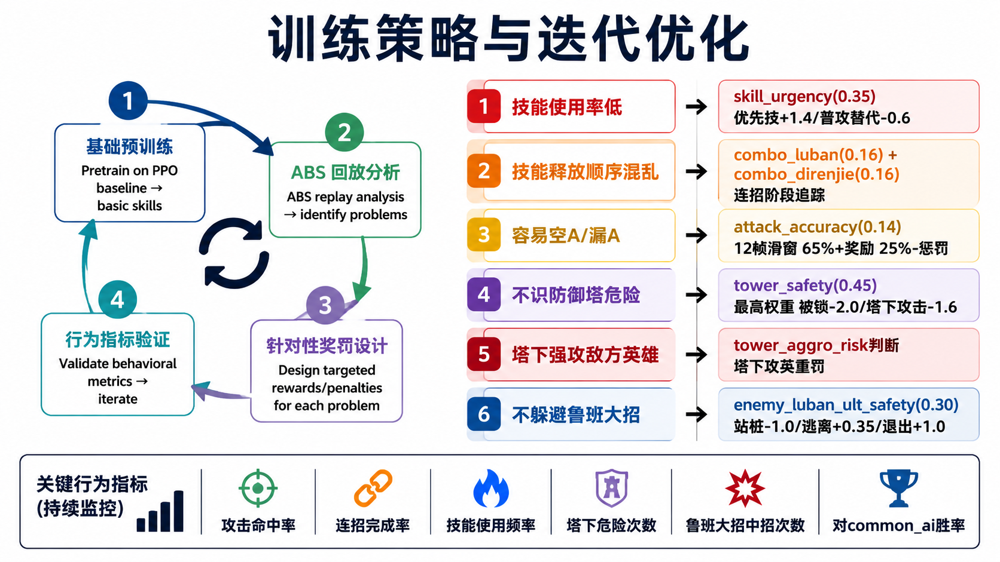 训练策略与迭代优化
1
基础预训练
Pretrain on PPO
baseline →
basic skills
2
ABS 回放分析
ABS replay analysis
→ identify problems
3
针对性奖罚设计
Design targeted
rewards/penalties
for each problem
4
行为指标验证
Validate behavioral
metrics →
iterate
1 技能使用率低
skill_urgency(0.35)
优先技+1.4/普攻替代-0.6
2 技能释放顺序混乱
combo_luban(0.16) +
combo_direnjie(0.16)
连招阶段追踪
3 容易空A/漏A
attack_accuracy(0.14)
12帧滑窗 65%+奖励 25%-惩罚
4 不识防御塔危险
tower_safety(0.45)
最高权重 被锁-2.0/塔下攻击-1.6
5 塔下强攻敌方英雄
tower_aggro_risk判断
塔下攻英重罚
6 不躲避鲁班大招
enemy_luban_ult_safety(0.30)
站桩-1.0/逃离+0.35/退出+1.0
关键行为指标
(持续监控)
攻击命中率
连招完成率
技能使用频率
塔下危险次数
鲁班大招中招次数
对common_ai胜率